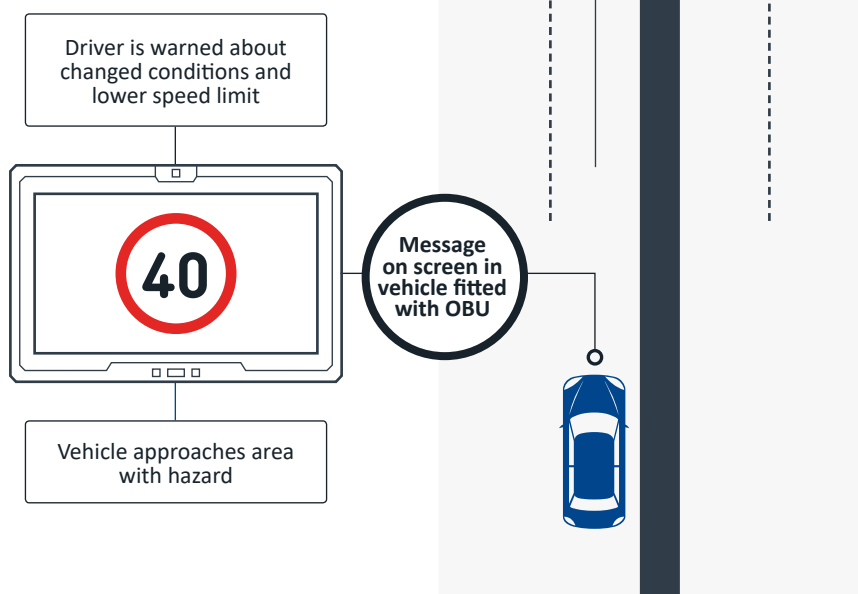 Driver is warned about
changed conditions and
lower speed limit
40
Message
on screen in
vehicle fitted
with OBU
Vehicle approaches area
with hazard